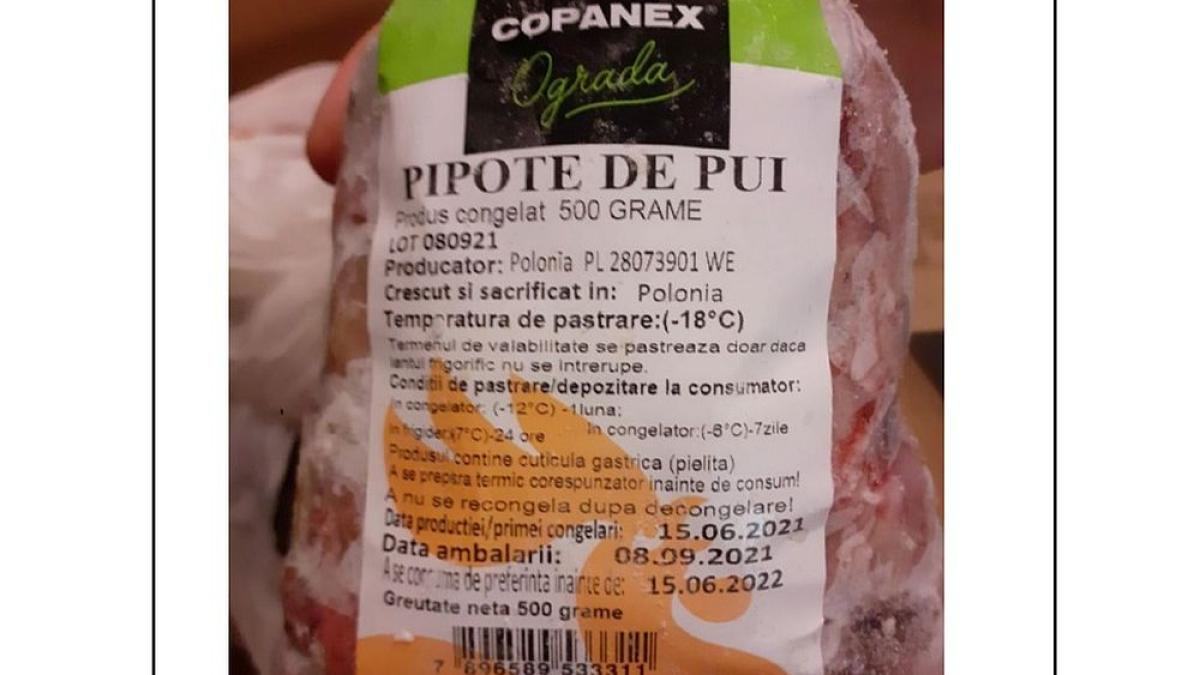 COPANEX
Ograda
PIPOTE DE PUI
Produs congelat 500 GRAME
LOT 080921
Producator: Polonia PL 28073901 WE
Crescut si sacrificat in: Polonia
Temperatura de pastrare:(-18°C)
Termenul de valabilitate se pastreaza doar daca
lantul frigorific nu se intrerupe.
Conditii de pastrare/depozitare la consumator:
In congelator: (-12°C) -1luna;
In frigider:(7°C)-24 ore In congelator:(-6°C)-7zile
Produsul contine cuticula gastrica (pielita)
A se prepara termic corespunzator inainte de consum!
A nu se recongela dupa decongelare!
Data productiei/primei congelari: 15.06.2021
Data ambalarii: 08.09.2021
A se consuma de preferinta inainte de: 15.06.2022
Greutate neta 500 grame
7 896589 533311